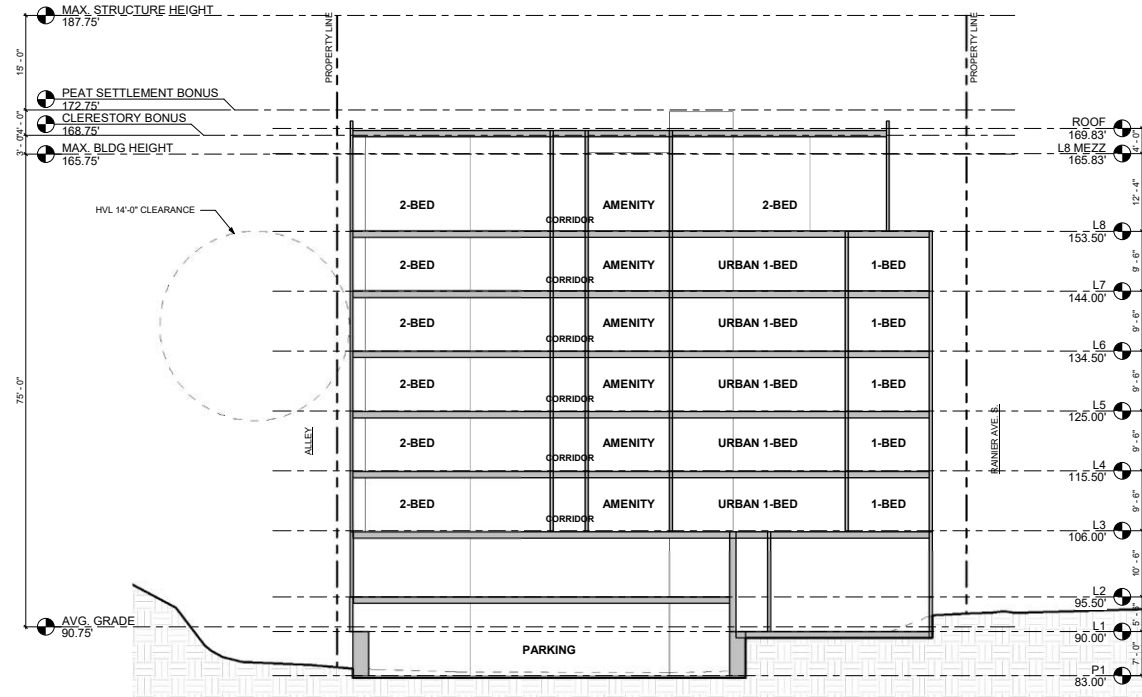 MAX. STRUCTURE HEIGHT
187.75'
PROPERTY LINE
PROPERTY LINE
15' - 0"
PEAT SETTLEMENT BONUS
172.75'
4' - 0"
CLERESTORY BONUS
168.75'
3' - 0"
MAX. BLDG HEIGHT
165.75'
ROOF
169.83'
4' - 0"
L8 MEZZ
165.83'
12' - 4"
HVL 14'-0" CLEARANCE
2-BED
CORRIDOR
AMENITY
2-BED
L8
153.50'
9' - 6"
2-BED
CORRIDOR
AMENITY
URBAN 1-BED
1-BED
L7
144.00'
9' - 6"
2-BED
CORRIDOR
AMENITY
URBAN 1-BED
1-BED
L6
134.50'
9' - 6"
75' - 0"
2-BED
CORRIDOR
AMENITY
URBAN 1-BED
1-BED
L5
125.00'
9' - 6"
ALLEY
RAINIER AVE. S.
2-BED
CORRIDOR
AMENITY
URBAN 1-BED
1-BED
L4
115.50'
9' - 6"
2-BED
CORRIDOR
AMENITY
URBAN 1-BED
1-BED
L3
106.00'
10' - 6"
L2
95.50'
5' - 6"
AVG. GRADE
90.75'
L1
90.00'
7' - 0"
PARKING
P1
83.00'